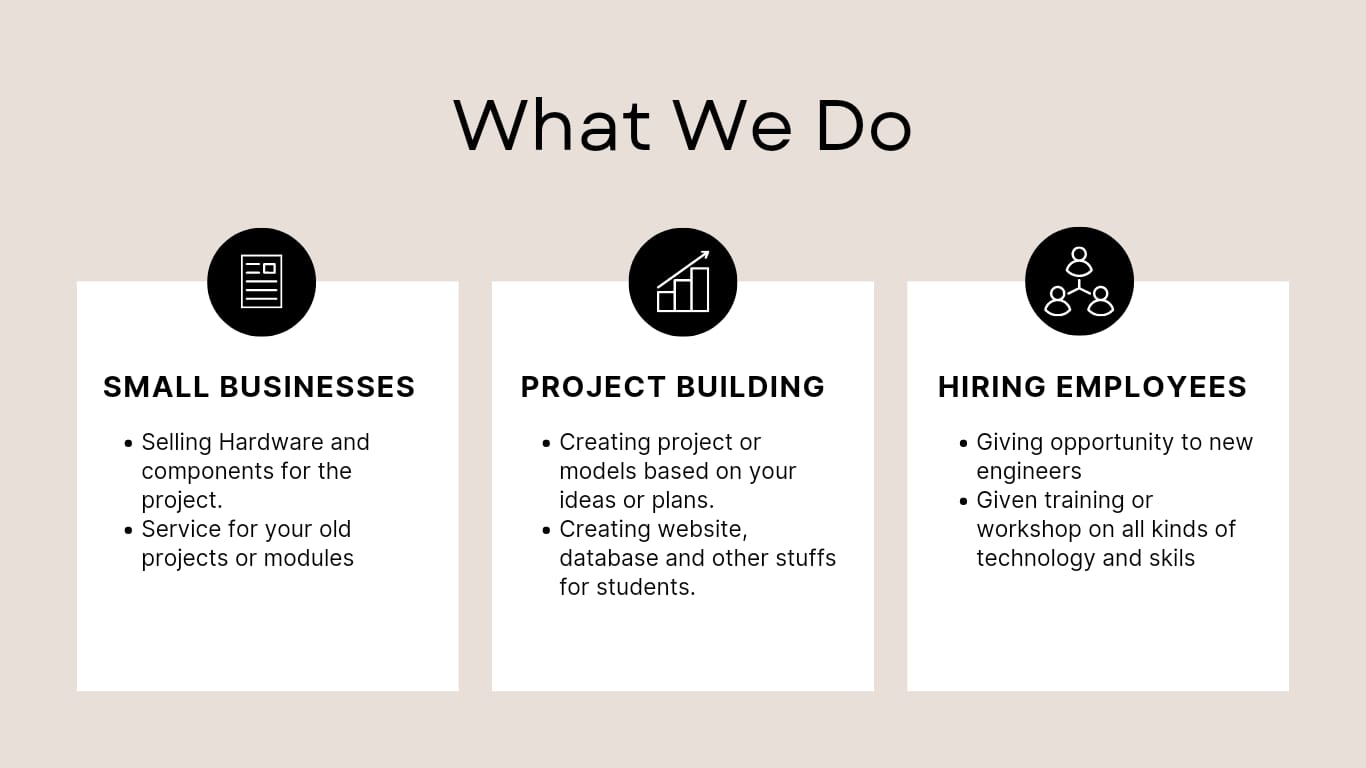 What We Do
SMALL BUSINESSES
• Selling Hardware and
components for the
project.
• Service for your old
projects or modules
PROJECT BUILDING
• Creating project or
models based on your
ideas or plans.
• Creating website,
database and other stuffs
for students.
HIRING EMPLOYEES
• Giving opportunity to new
engineers
• Given training or
workshop on all kinds of
technology and skils